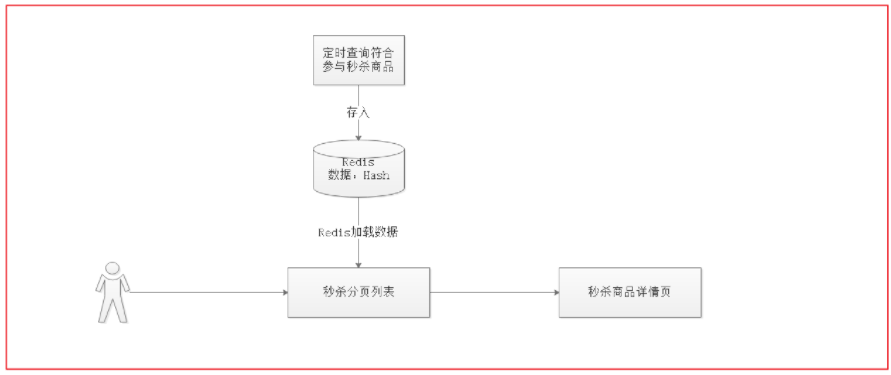 定时查询符合
参与秒杀商品
存入
Redis
数据：Hash
Redis加载数据
秒杀分页列表
秒杀商品详情页